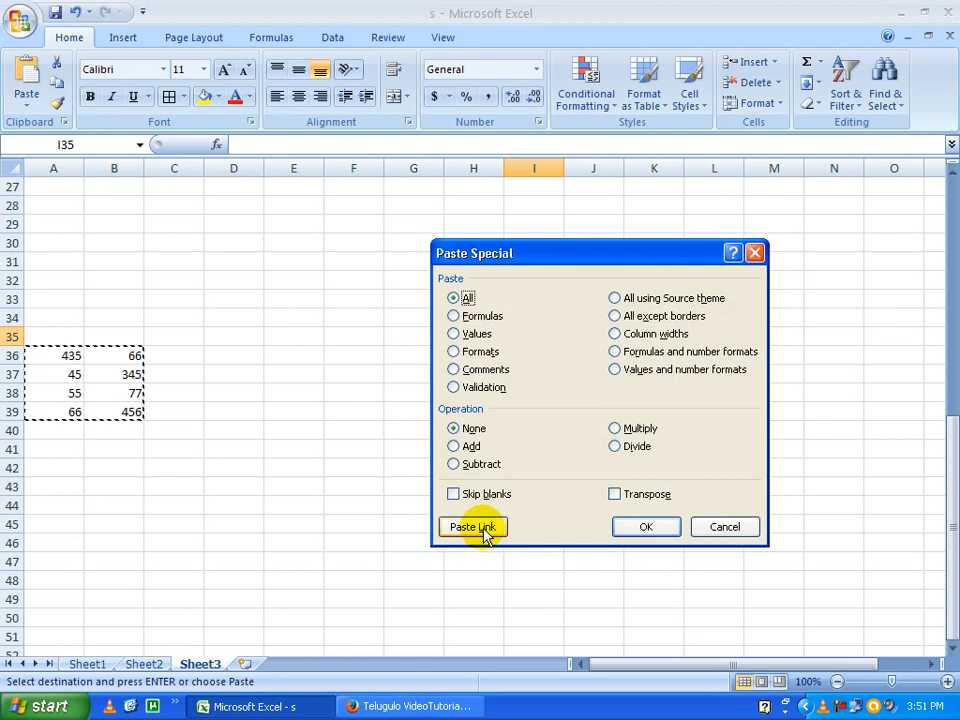 s - Microsoft Excel
Home Insert Page Layout Formulas Data Review View
Paste
Calibri 11
B I U
A A
General
$ % , .0 .00 .00 .0
Conditional Formatting
Format as Table
Cell Styles
Insert
Delete
Format
Σ
Sort & Filter
Find & Select
Clipboard Font Alignment Number Styles Cells Editing
I35 fx
A B C D E F G H I J K L M N O
27
28
29
30
31
32
33
34
35
36 435 66
37 45 345
38 55 77
39 66 456
40
41
42
43
44
45
46
47
48
49
50
51
52
Paste Special
Paste
All
All using Source theme
Formulas
All except borders
Values
Column widths
Formats
Formulas and number formats
Comments
Values and number formats
Validation
Operation
None
Multiply
Add
Divide
Subtract
Skip blanks
Transpose
Paste Link
OK
Cancel
Sheet1 Sheet2 Sheet3
Select destination and press ENTER or choose Paste
100%
start
Microsoft Excel - s
Telugulo VideoTutoria...
3:51 PM